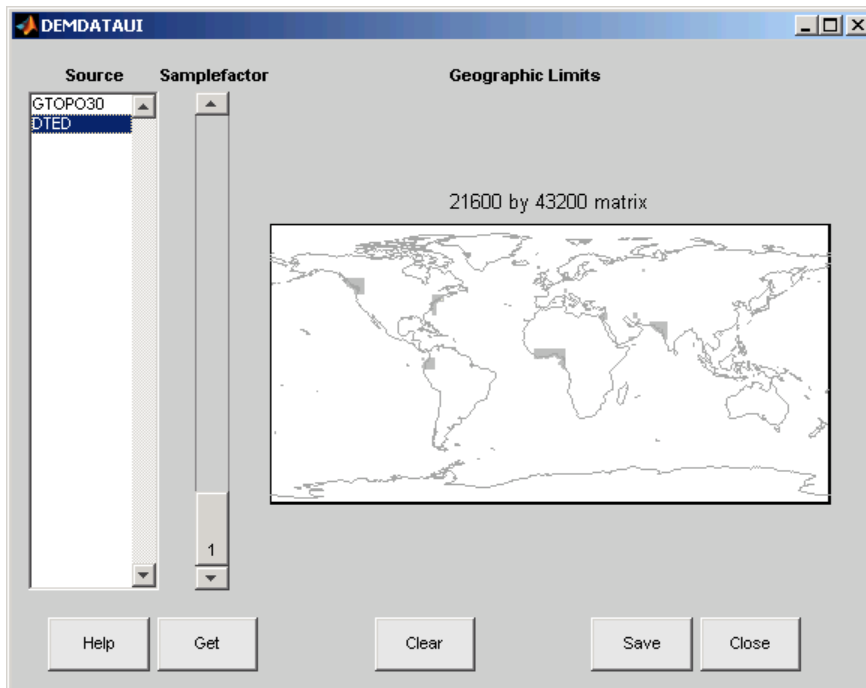 DEMDATAUI
Source Samplefactor Geographic Limits
GTOPO30
DTED
21600 by 43200 matrix
1
Help Get Clear Save Close